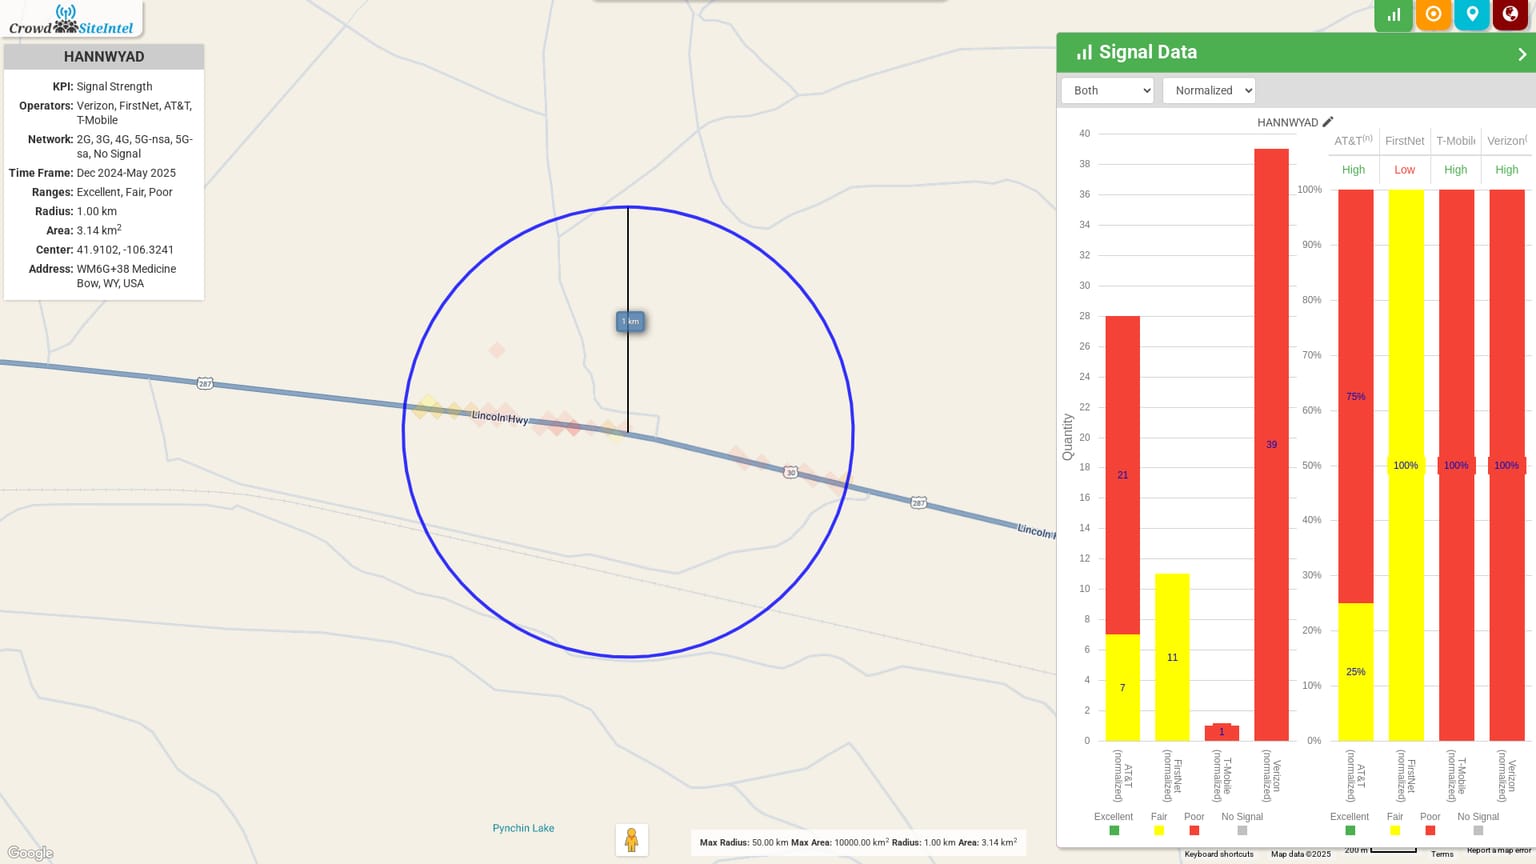 Crowd SiteIntel
HANNWYAD
KPI: Signal Strength
Operators: Verizon, FirstNet, AT&T,
T-Mobile
Network: 2G, 3G, 4G, 5G-nsa, 5G-
sa, No Signal
Time Frame: Dec 2024-May 2025
Ranges: Excellent, Fair, Poor
Radius: 1.00 km
Area: 3.14 km²
Center: 41.9102, -106.3241
Address: WM6G+38 Medicine
Bow, WY, USA
1 km
287
Lincoln Hwy
30
287
Lincoln
Pynchin Lake
Google
Max Radius: 50.00 km Max Area: 10000.00 km² Radius: 1.00 km Area: 3.14 km²
Signal Data
Both
Normalized
HANNWYAD
Quantity
40
38
36
34
32
30
28
26
24
22
20
18
16
14
12
10
8
6
4
2
0
21
7
11
1
39
AT&T (normalized)
FirstNet (normalized)
T-Mobile (normalized)
Verizon (normalized)
Excellent Fair Poor No Signal
AT&T(n) FirstNet T-Mobile Verizon(
High Low High High
100%
90%
80%
70%
60%
50%
40%
30%
20%
10%
0%
75%
25%
100%
100%
100%
AT&T (normalized)
FirstNet (normalized)
T-Mobile (normalized)
Verizon (normalized)
Excellent Fair Poor No Signal
Keyboard shortcuts Map data ©2025 200 m Terms Report a map error